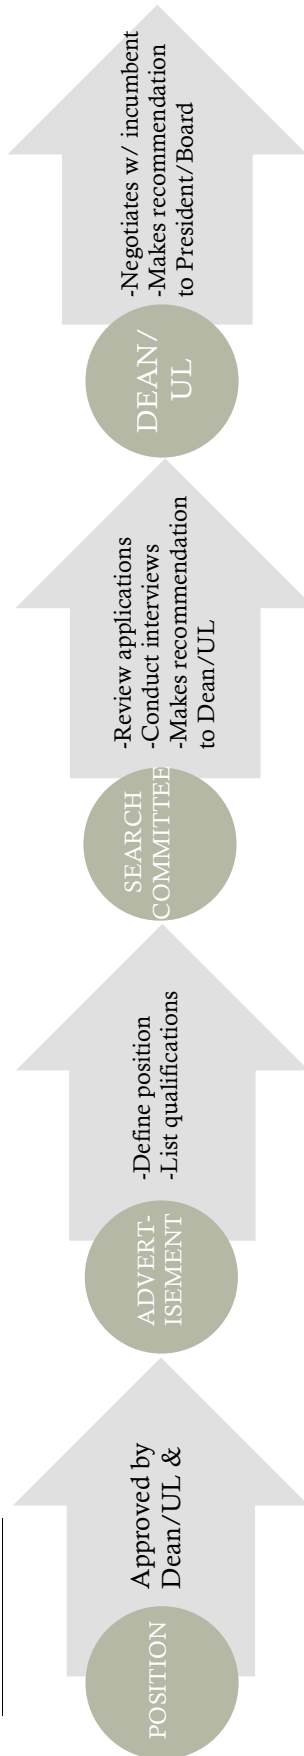 POSITION
Approved by
Dean/UL &
ADVERT-
ISEMENT
-Define position
-List qualifications
SEARCH
COMMITTEE
-Review applications
-Conduct interviews
-Makes recommendation
to Dean/UL
DEAN/
UL
-Negotiates w/ incumbent
-Makes recommendation
to President/Board